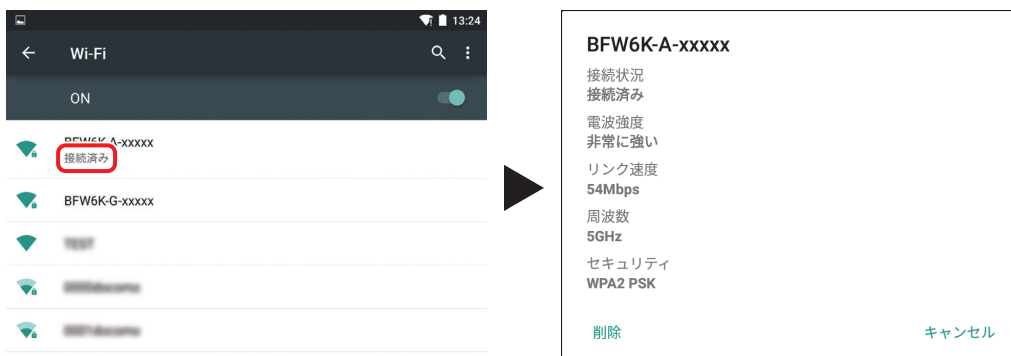 13:24
Wi-Fi
ON
BFW6K-A-xxxxx
接続済み
BFW6K-G-xxxxx
BFW6K-A-xxxxx
接続状況
接続済み
電波強度
非常に強い
リンク速度
54Mbps
周波数
5GHz
セキュリティ
WPA2 PSK
削除 キャンセル